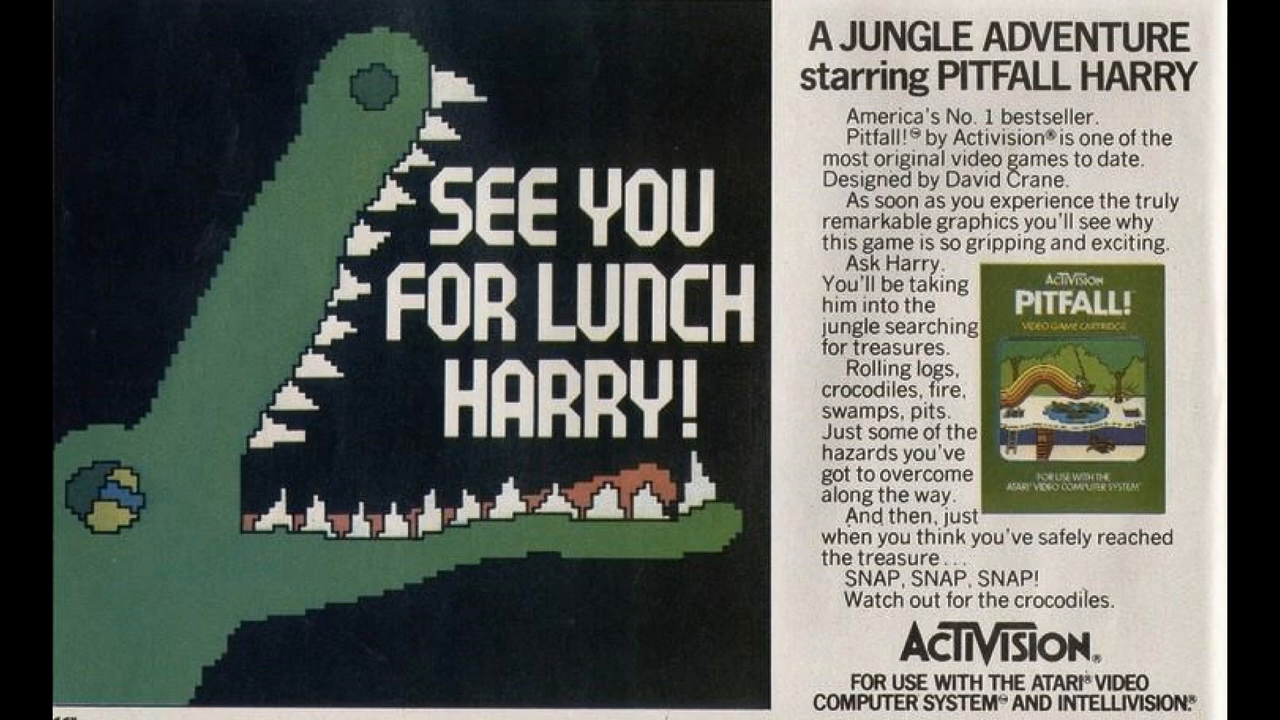 SEE YOU
FOR LUNCH
HARRY!
A JUNGLE ADVENTURE
starring PITFALL HARRY
America's No. 1 bestseller.
Pitfall!℠ by Activision® is one of the
most original video games to date.
Designed by David Crane.
As soon as you experience the truly
remarkable graphics you'll see why
this game is so gripping and exciting.
Ask Harry.
You'll be taking
him into the
jungle searching
for treasures.
Rolling logs,
crocodiles, fire,
swamps, pits.
Just some of the
hazards you've
got to overcome
along the way.
And then, just
when you think you've safely reached
the treasure...
SNAP, SNAP, SNAP!
Watch out for the crocodiles.
ACTIVISION
PITFALL!
VIDEO GAME CARTRIDGE
FOR USE WITH THE
ATARI® VIDEO COMPUTER SYSTEM™
ACTIVISION®
FOR USE WITH THE ATARI® VIDEO
COMPUTER SYSTEM™ AND INTELLIVISION®.